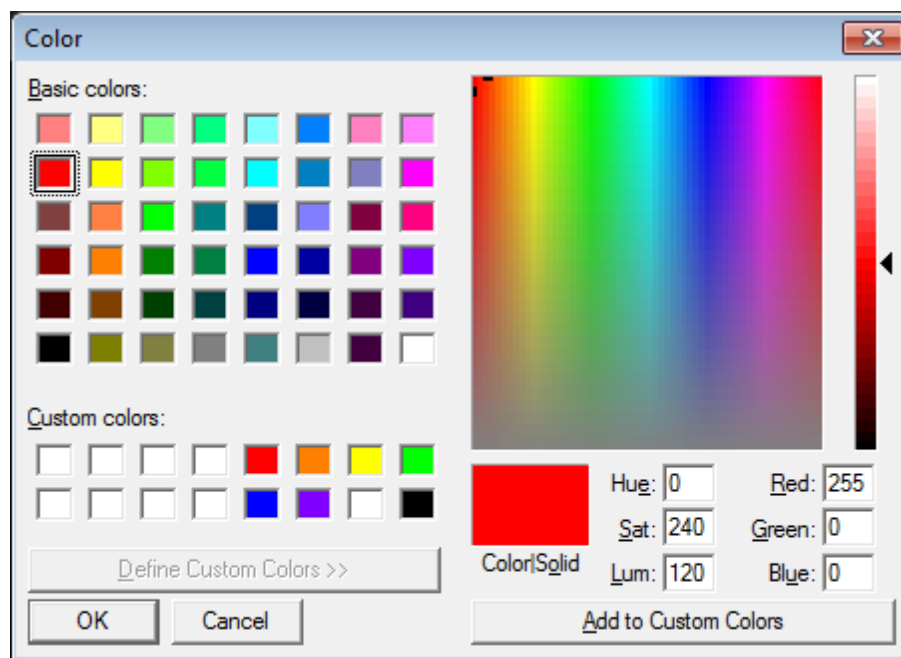 Color
Basic colors:
Custom colors:
Define Custom Colors >>
OK
Cancel
Color|Solid
Hue: 0
Sat: 240
Lum: 120
Red: 255
Green: 0
Blue: 0
Add to Custom Colors